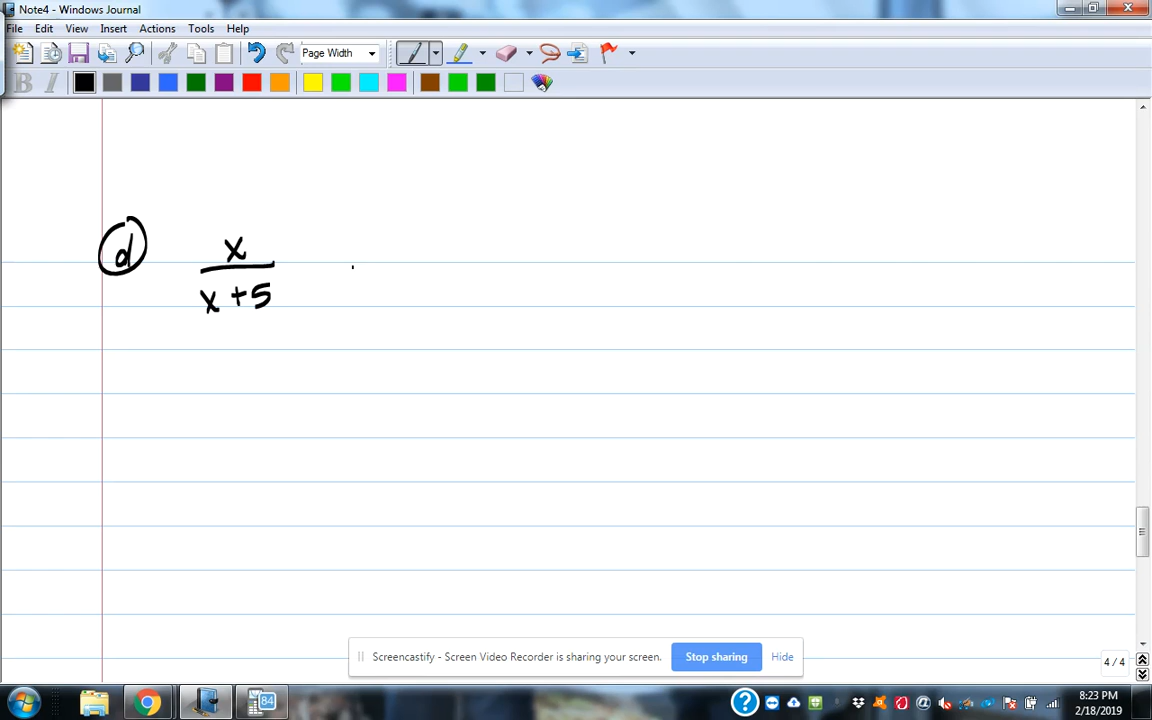 Note4 - Windows Journal
File Edit View Insert Actions Tools Help
Page Width
B I
d
x
x + 5
Screencastify - Screen Video Recorder is sharing your screen. Stop sharing Hide
4 / 4
84
?
8:23 PM
2/18/2019